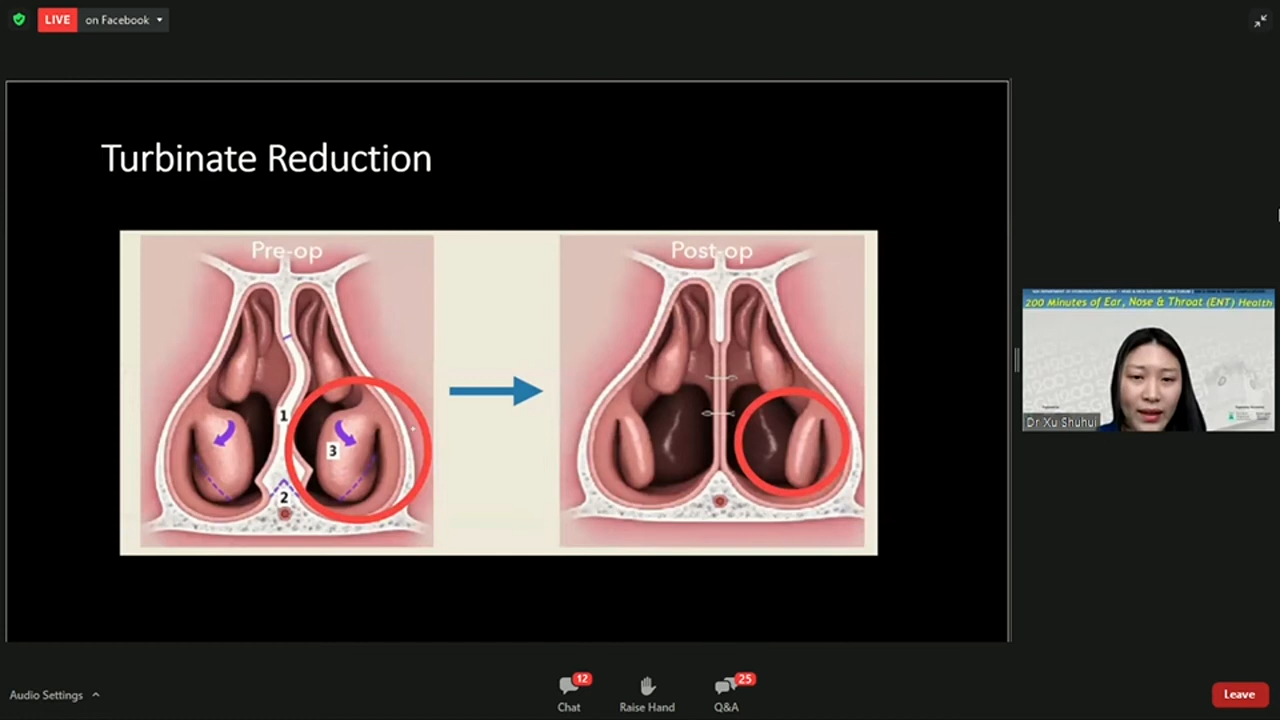 LIVE on Facebook
Turbinate Reduction
Pre-op
Post-op
1
3
2
200 Minutes of Ear, Nose & Throat (ENT) Health
Dr Xu Shuhui
Audio Settings
12
Chat
Raise Hand
25
Q&A
Leave